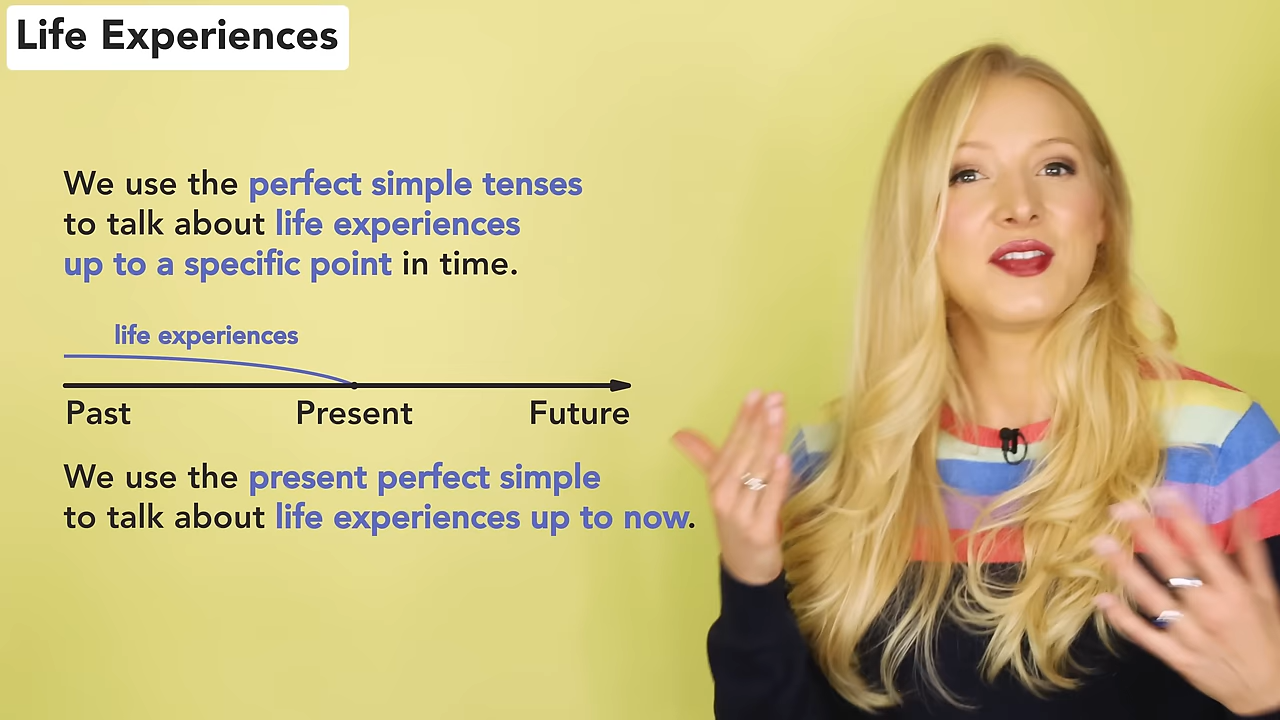 Life Experiences
We use the perfect simple tenses
to talk about life experiences
up to a specific point in time.
life experiences
Past Present Future
We use the present perfect simple
to talk about life experiences up to now.